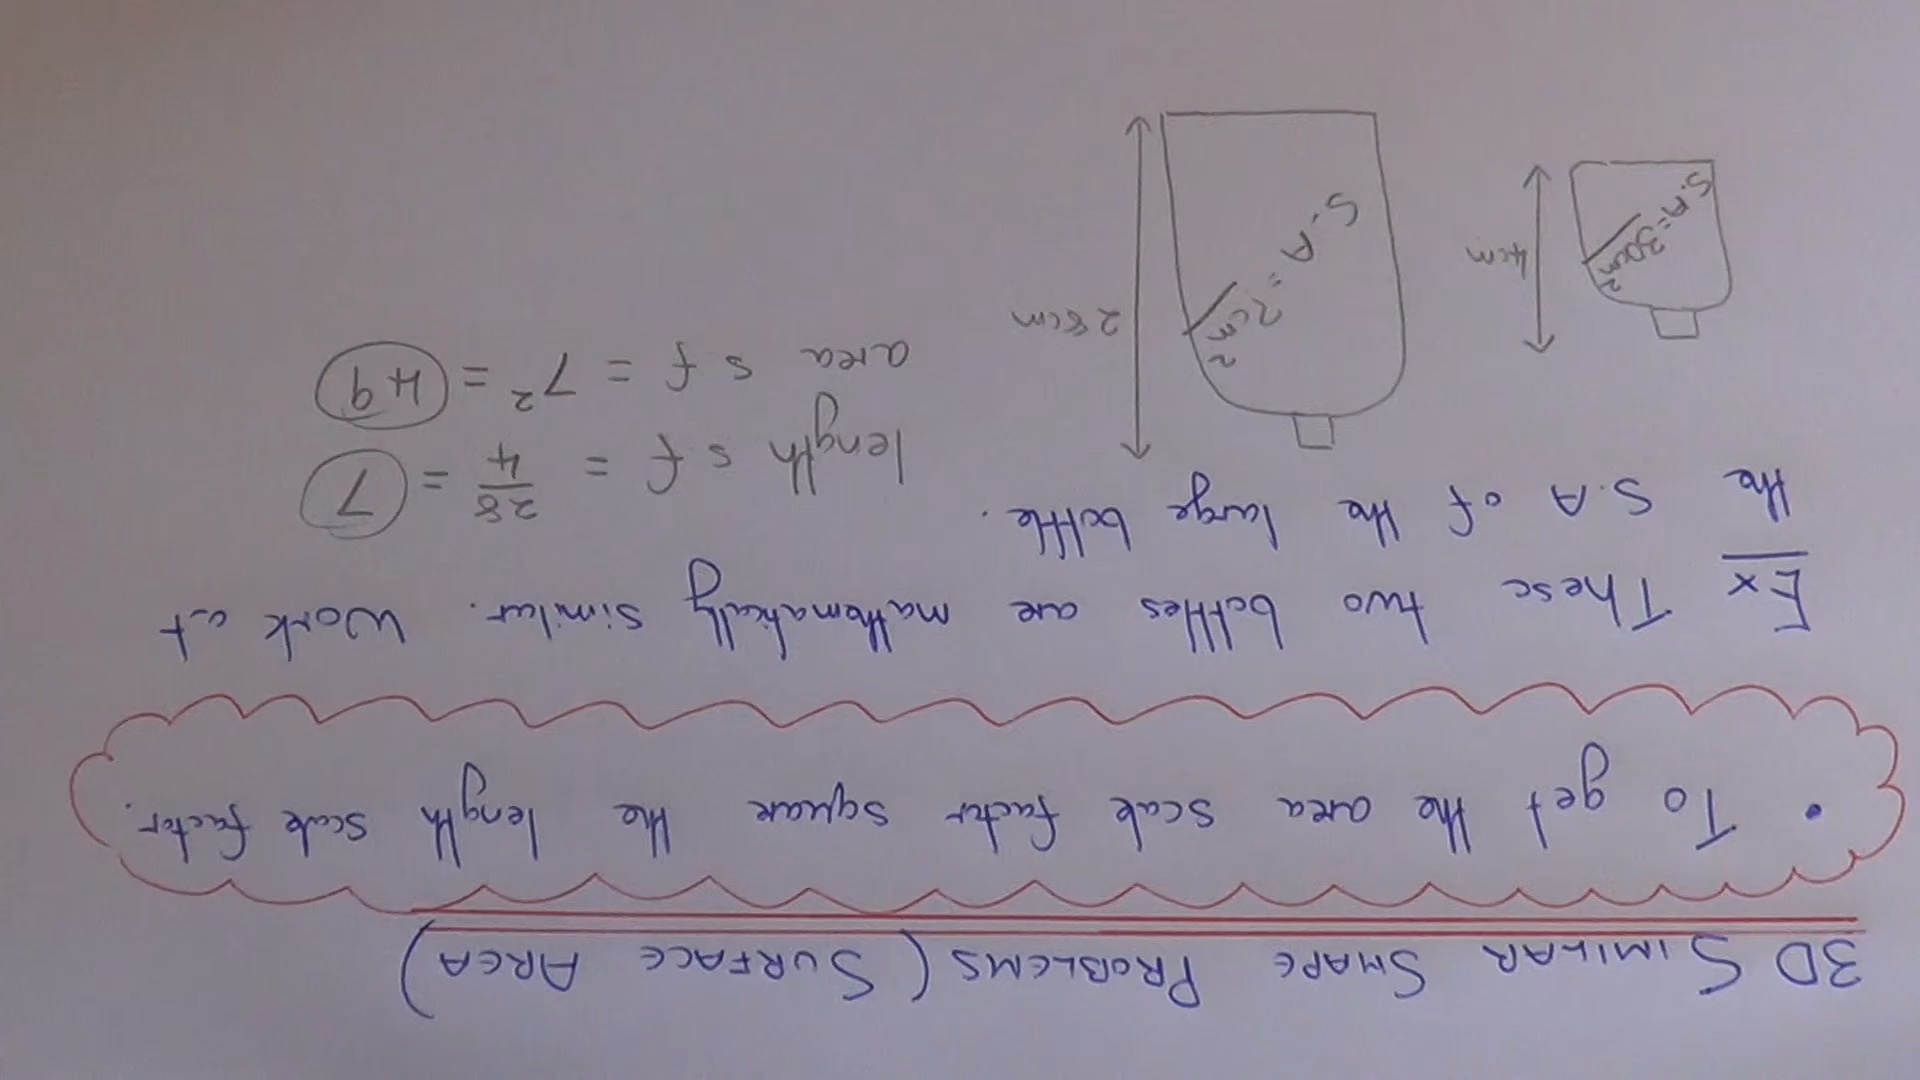 3D SIMILAR SHAPE PROBLEMS (SURFACE AREA)
• To get the area scale factor square the length scale factor.
Ex These two bottles are mathematically similar. Work out
the S.A of the large bottle.
length sf = 28/4 = 7
area sf = 7² = 49
4cm
S.A = 30cm²
28cm
S.A = ?cm²